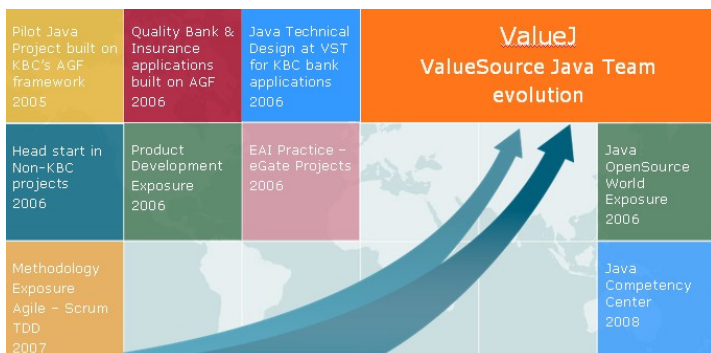 Pilot Java
Project built on
KBC's AGF
framework
2005
Quality Bank &
Insurance
applications
built on AGF
2006
Java Technical
Design at VST
for KBC bank
applications
2006
ValueJ
ValueSource Java Team
evolution
Head start in
Non-KBC
projects
2006
Product
Development
Exposure
2006
EAI Practice –
eGate Projects
2006
Java
OpenSource
World
Exposure
2006
Methodology
Exposure
Agile – Scrum
TDD
2007
Java
Competency
Center
2008